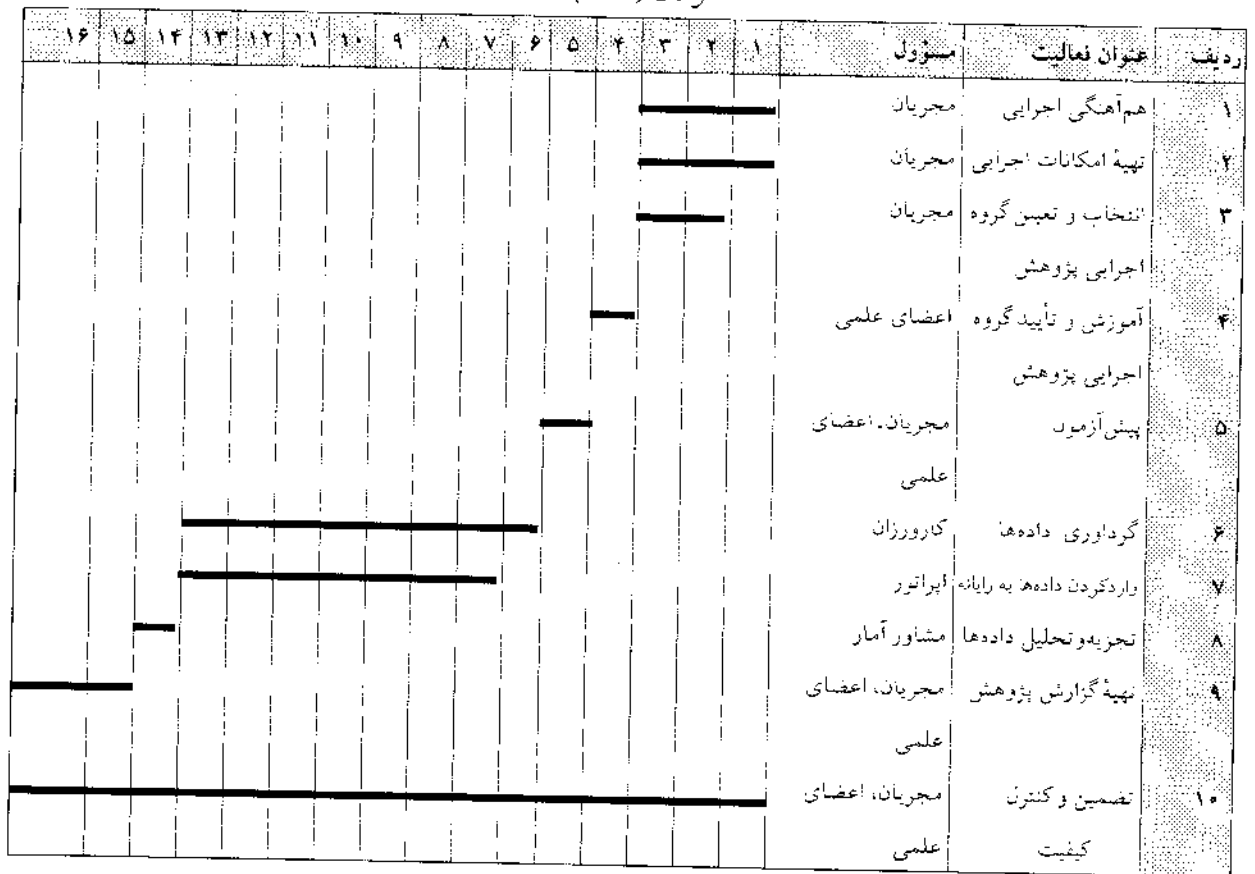 ردیف عنوان فعالیت مسؤول ۱ ۲ ۳ ۴ ۵ ۶ ۷ ۸ ۹ ۱۰ ۱۱ ۱۲ ۱۳ ۱۴ ۱۵ ۱۶
۱ هم‌آهنگی اجرایی مجریان
۲ تهیهٔ امکانات اجرایی مجریان
۳ انتخاب و تعیین گروه مجریان
اجرایی پژوهش
۴ آموزش و تأیید گروه اعضای علمی
اجرایی پژوهش
۵ پیش‌آزمون مجریان، اعضای
علمی
۶ گردآوری داده‌ها کارورزان
۷ واردکردن داده‌ها به رایانه اپراتور
۸ تجزیه‌وتحلیل داده‌ها مشاور آمار
۹ تهیهٔ گزارش پژوهش مجریان، اعضای
علمی
۱۰ تضمین و کنترل مجریان، اعضای
کیفیت علمی